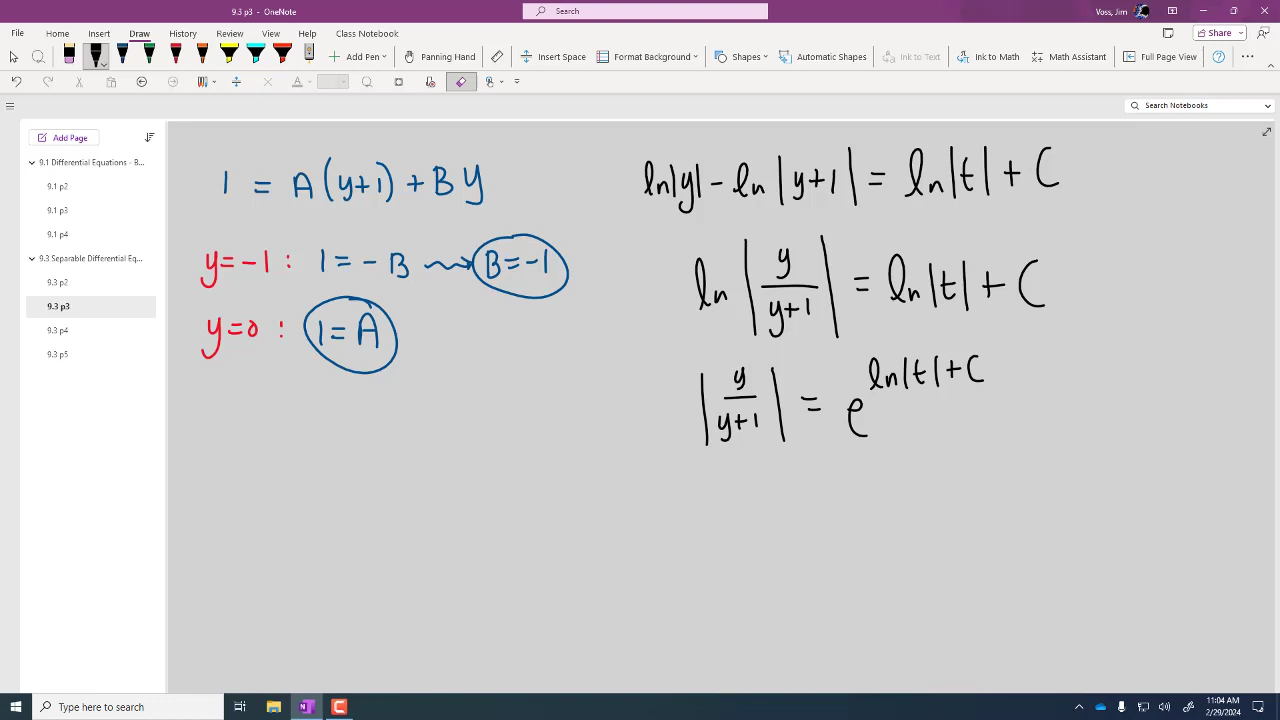 9.3 p3 - OneNote
Search
Voss, Jim
File Home Insert Draw History Review View Help Class Notebook
Share
Add Pen
Panning Hand
Insert Space
Format Background
Shapes
Automatic Shapes
Ink to Text
Ink to Math
Math Assistant
Search Notebooks
Add Page
9.1 Differential Equations - B...
9.1 p2
9.1 p3
9.1 p4
9.3 Separable Differential Eq...
9.3 p2
9.3 p3
9.3 p4
9.3 p5
1 = A(y+1) + By
y=-1 : 1 = -B ⇝ B=-1
y=0 : 1 = A
ln|y| - ln|y+1| = ln|t| + C
ln |y/(y+1)| = ln|t| + C
|y/(y+1)| = e^(ln|t|+C)
Type here to search
11:04 AM
2/29/2024